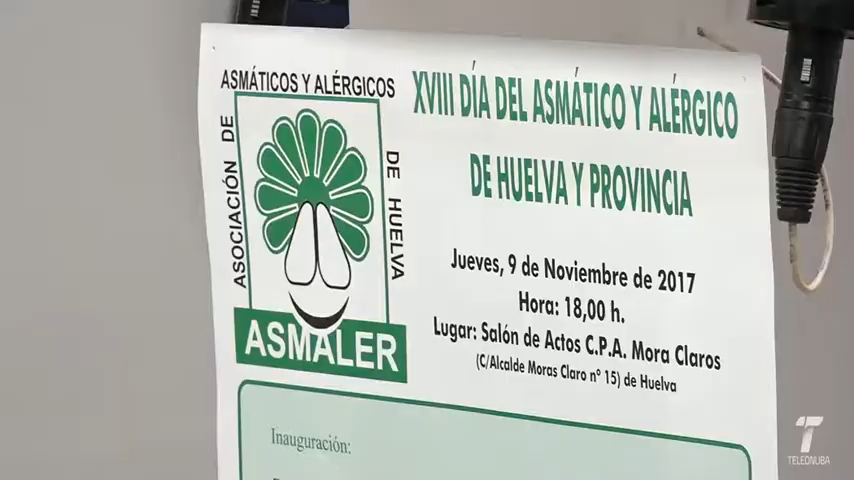 ASMÁTICOS Y ALÉRGICOS
ASOCIACIÓN DE
DE HUELVA
ASMALER
XVIII DÍA DEL ASMÁTICO Y ALÉRGICO
DE HUELVA Y PROVINCIA
Jueves, 9 de Noviembre de 2017
Hora: 18,00 h.
Lugar: Salón de Actos C.P.A. Mora Claros
(C/Alcalde Moras Claro nº 15) de Huelva
Inauguración:
TELEONUBA